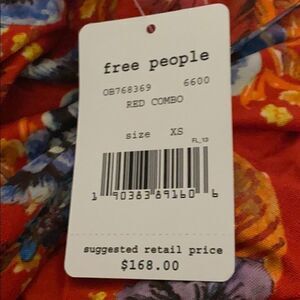 free people
OB768369 6600
RED COMBO
size XS
FL_13
1 90383 89160 6
suggested retail price
$168.00